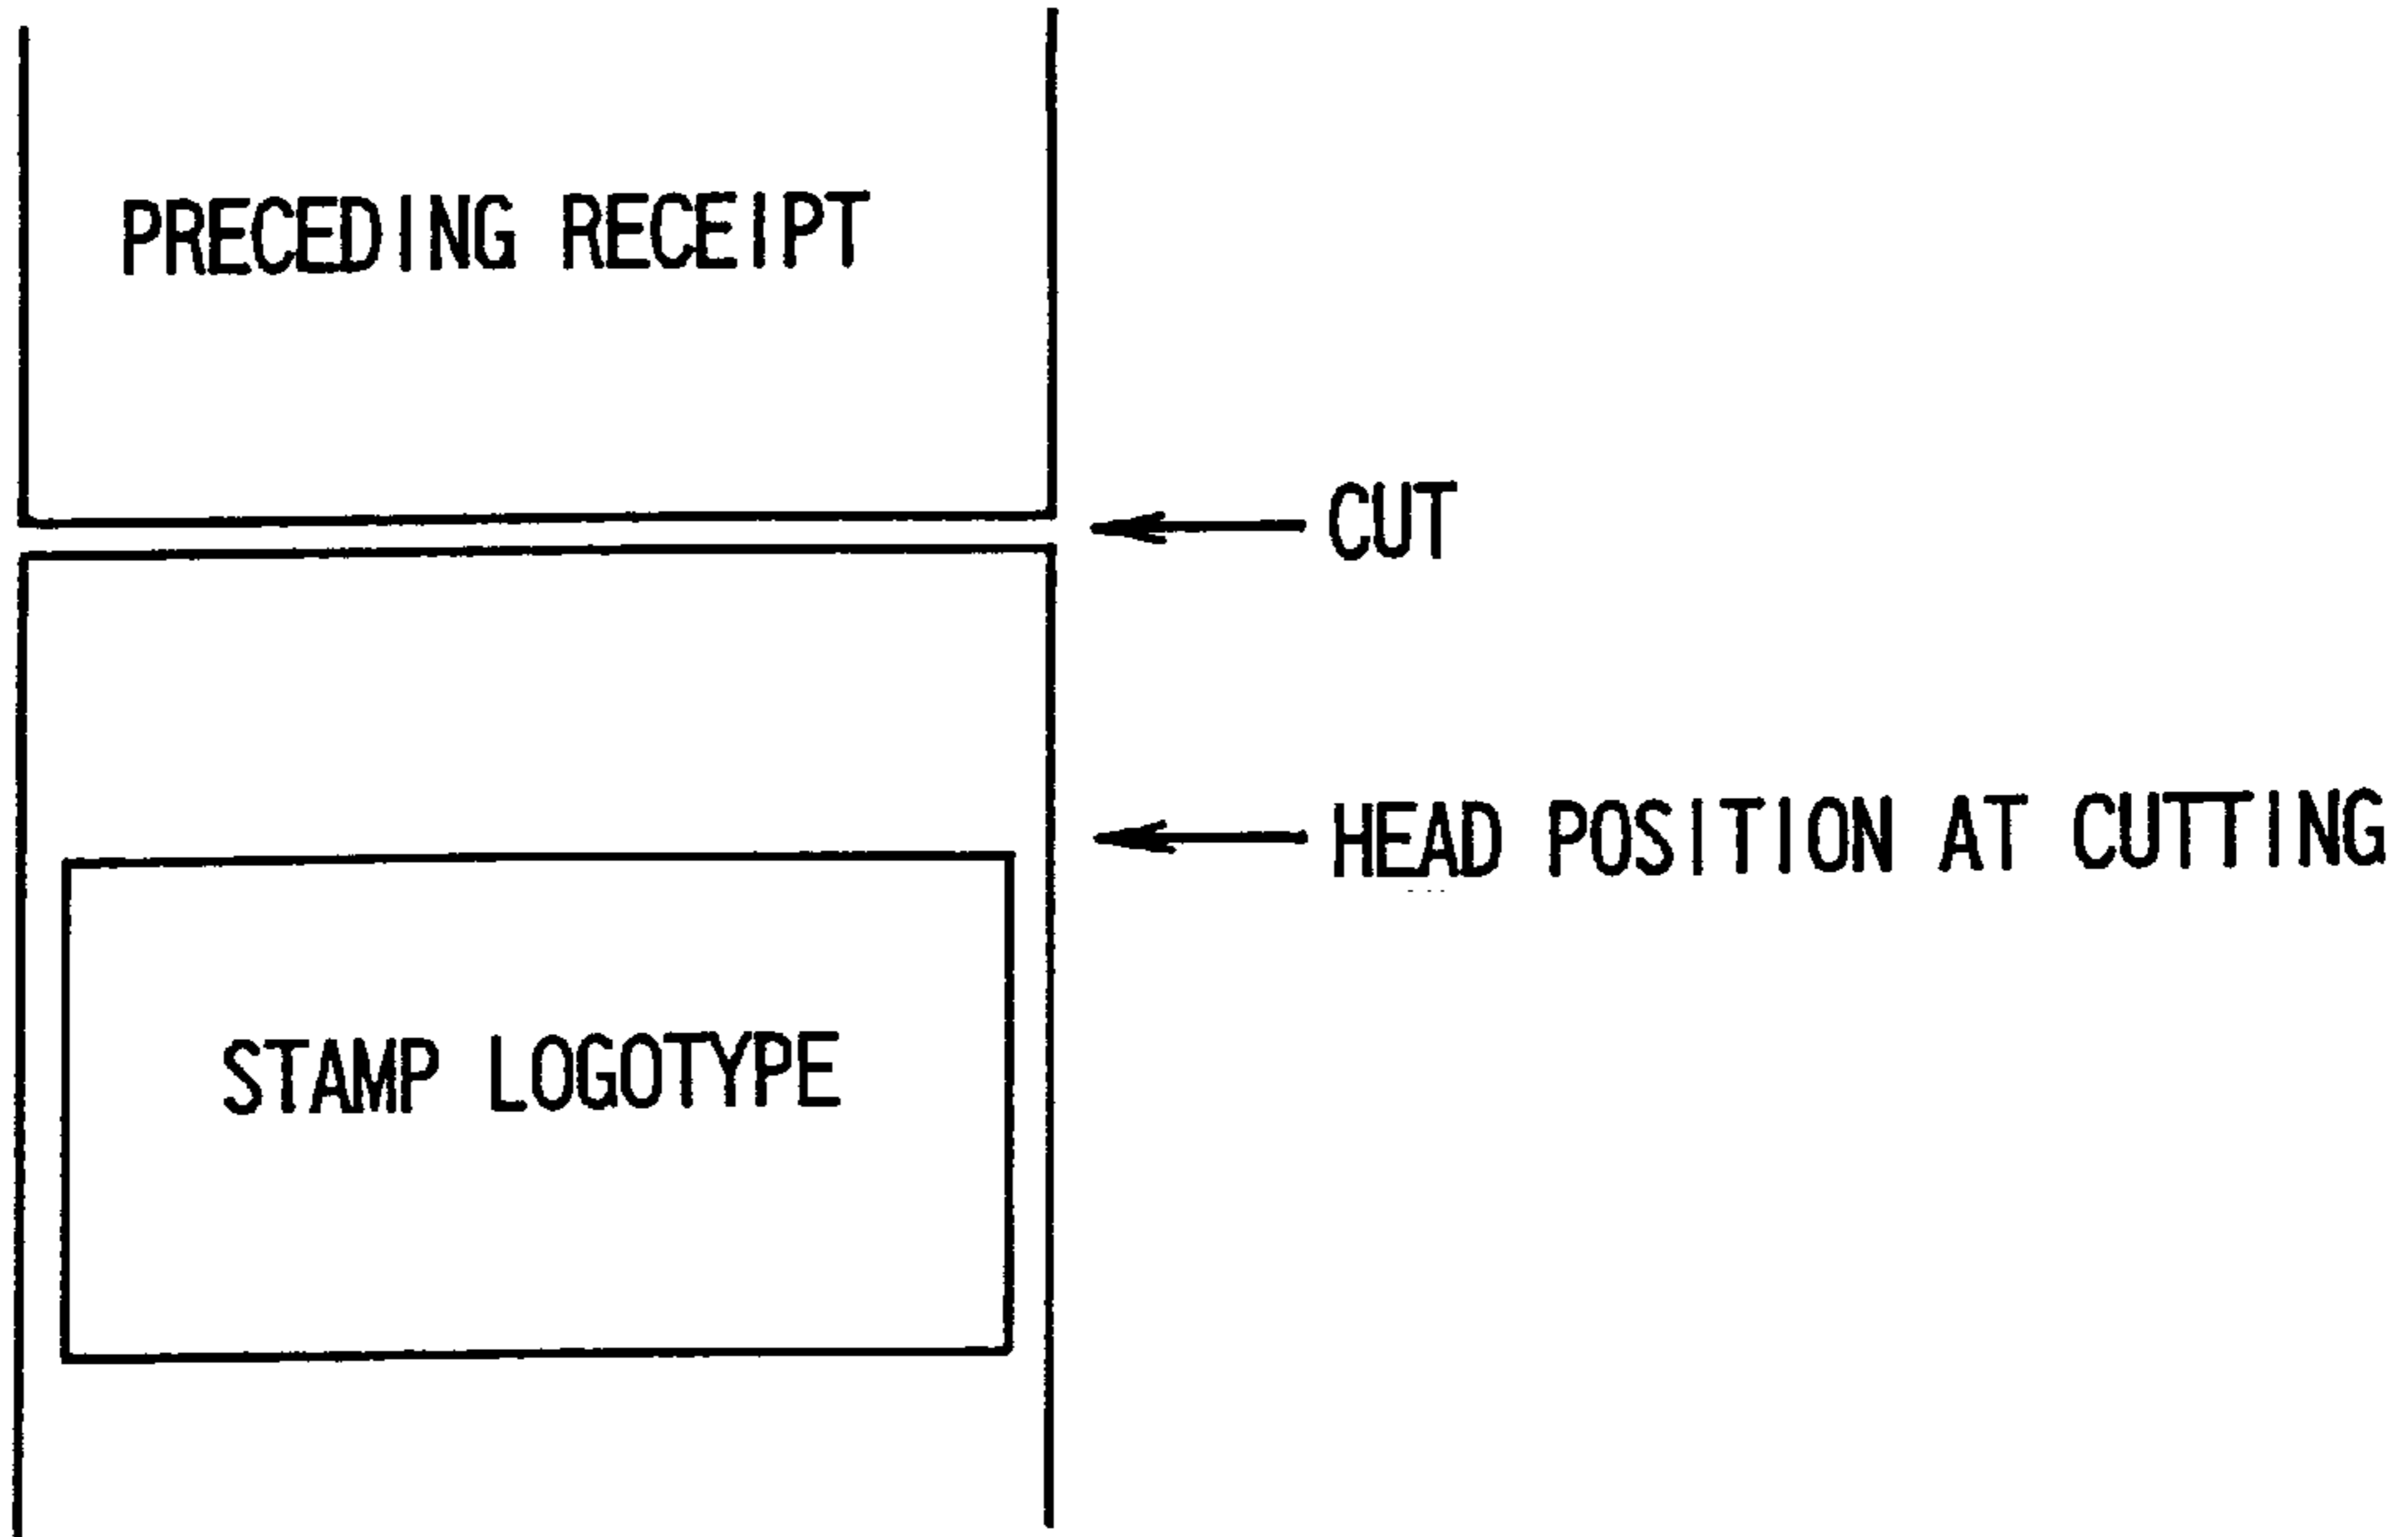 PRECEDING RECEIPT
CUT
HEAD POSITION AT CUTTING
STAMP LOGOTYPE